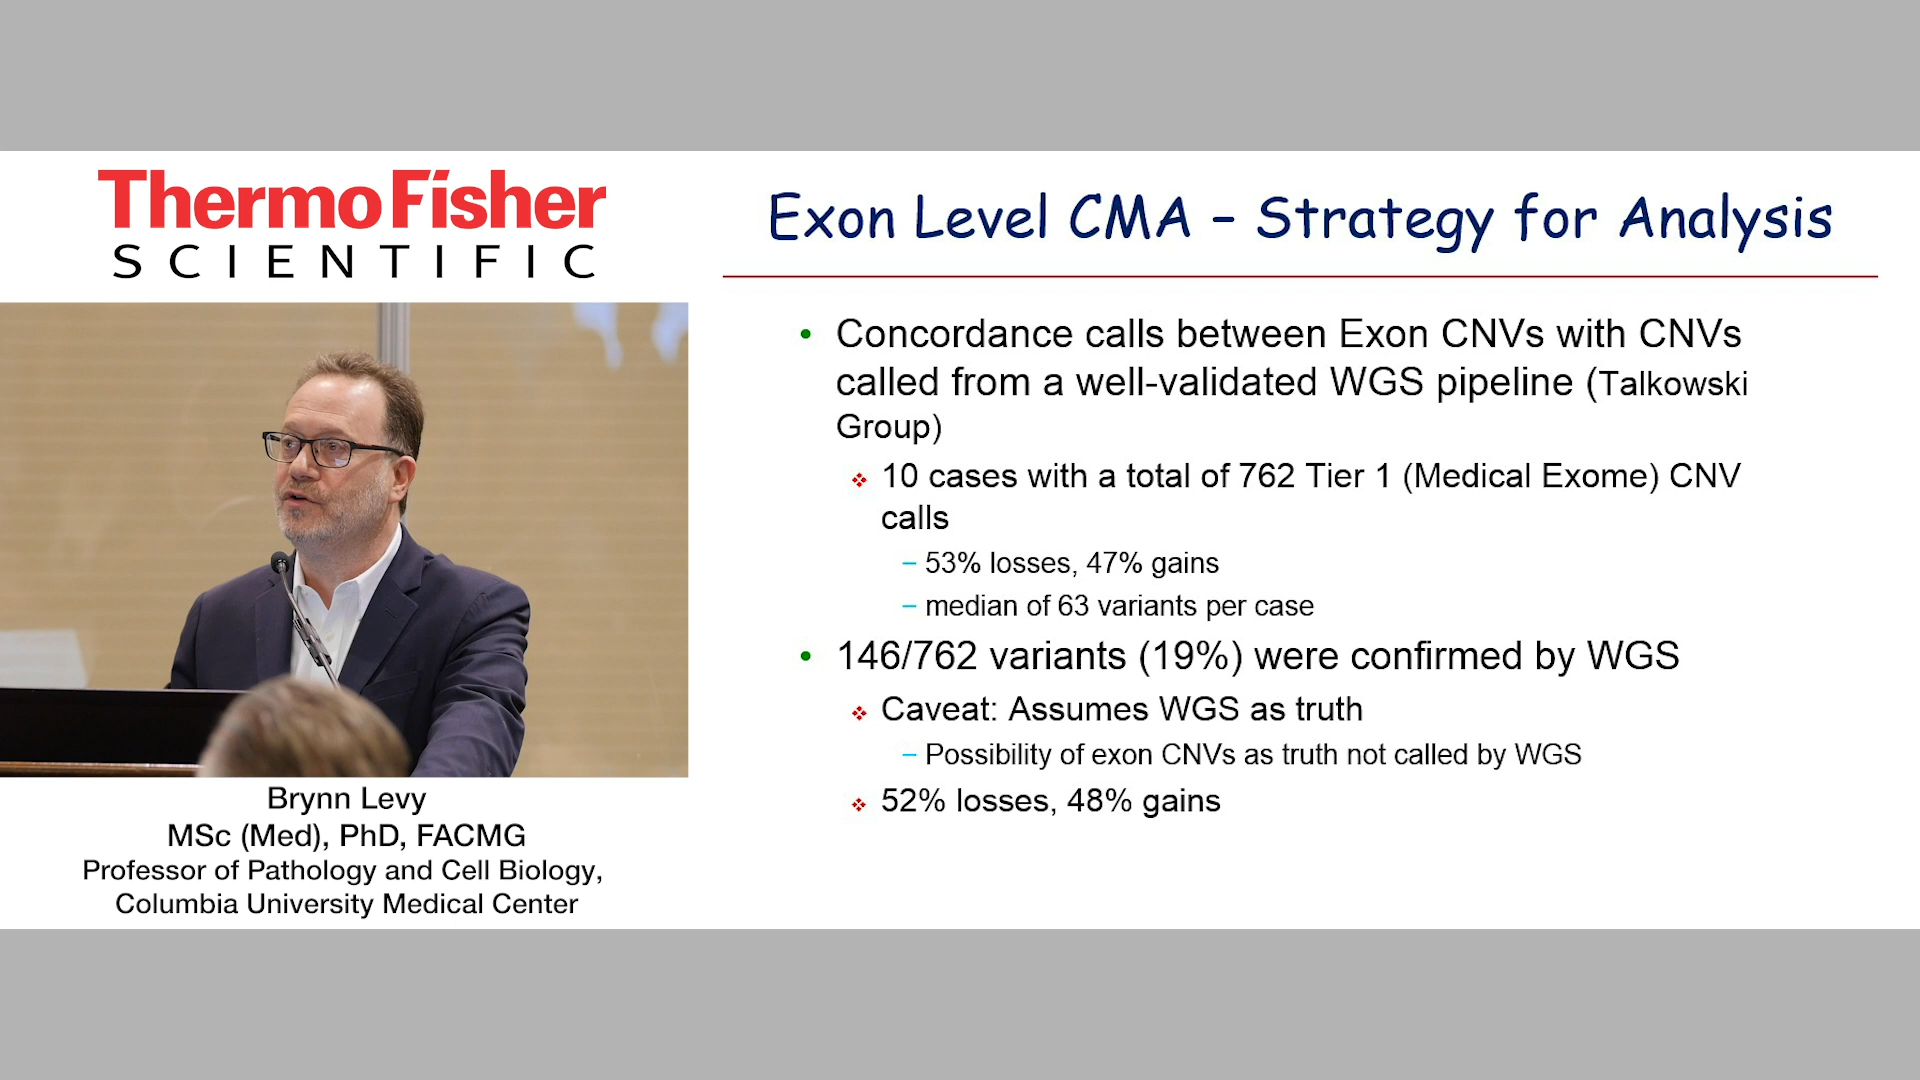 ThermoFisher
SCIENTIFIC
Brynn Levy
MSc (Med), PhD, FACMG
Professor of Pathology and Cell Biology,
Columbia University Medical Center
Exon Level CMA – Strategy for Analysis
• Concordance calls between Exon CNVs with CNVs
called from a well-validated WGS pipeline (Talkowski
Group)
❖ 10 cases with a total of 762 Tier 1 (Medical Exome) CNV
calls
– 53% losses, 47% gains
– median of 63 variants per case
• 146/762 variants (19%) were confirmed by WGS
❖ Caveat: Assumes WGS as truth
– Possibility of exon CNVs as truth not called by WGS
❖ 52% losses, 48% gains